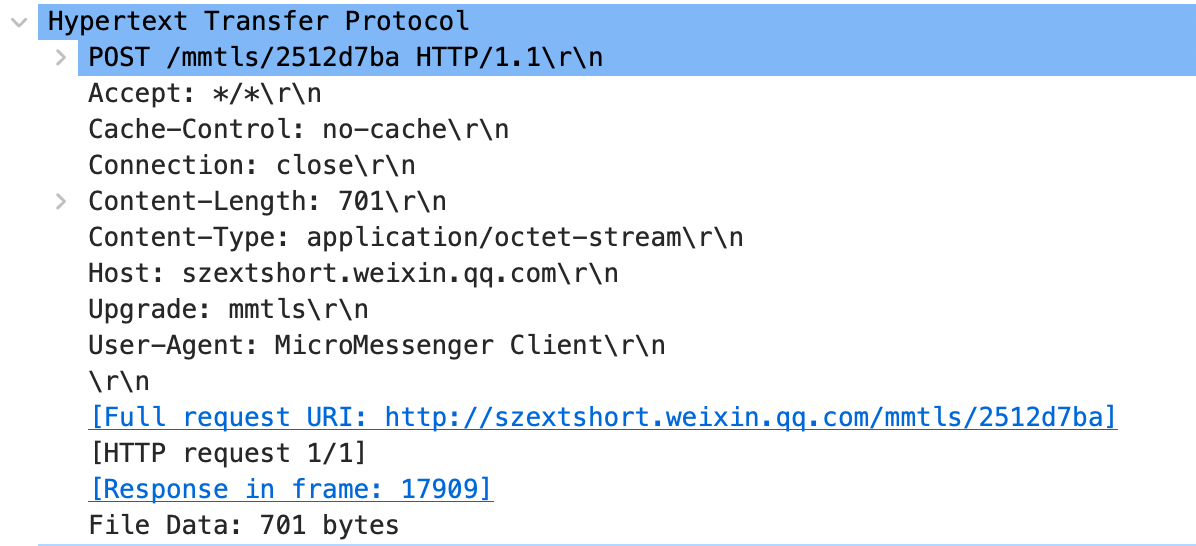 Hypertext Transfer Protocol
POST /mmtls/2512d7ba HTTP/1.1\r\n
Accept: */*\r\n
Cache-Control: no-cache\r\n
Connection: close\r\n
Content-Length: 701\r\n
Content-Type: application/octet-stream\r\n
Host: szextshort.weixin.qq.com\r\n
Upgrade: mmtls\r\n
User-Agent: MicroMessenger Client\r\n
\r\n
[Full request URI: http://szextshort.weixin.qq.com/mmtls/2512d7ba]
[HTTP request 1/1]
[Response in frame: 17909]
File Data: 701 bytes